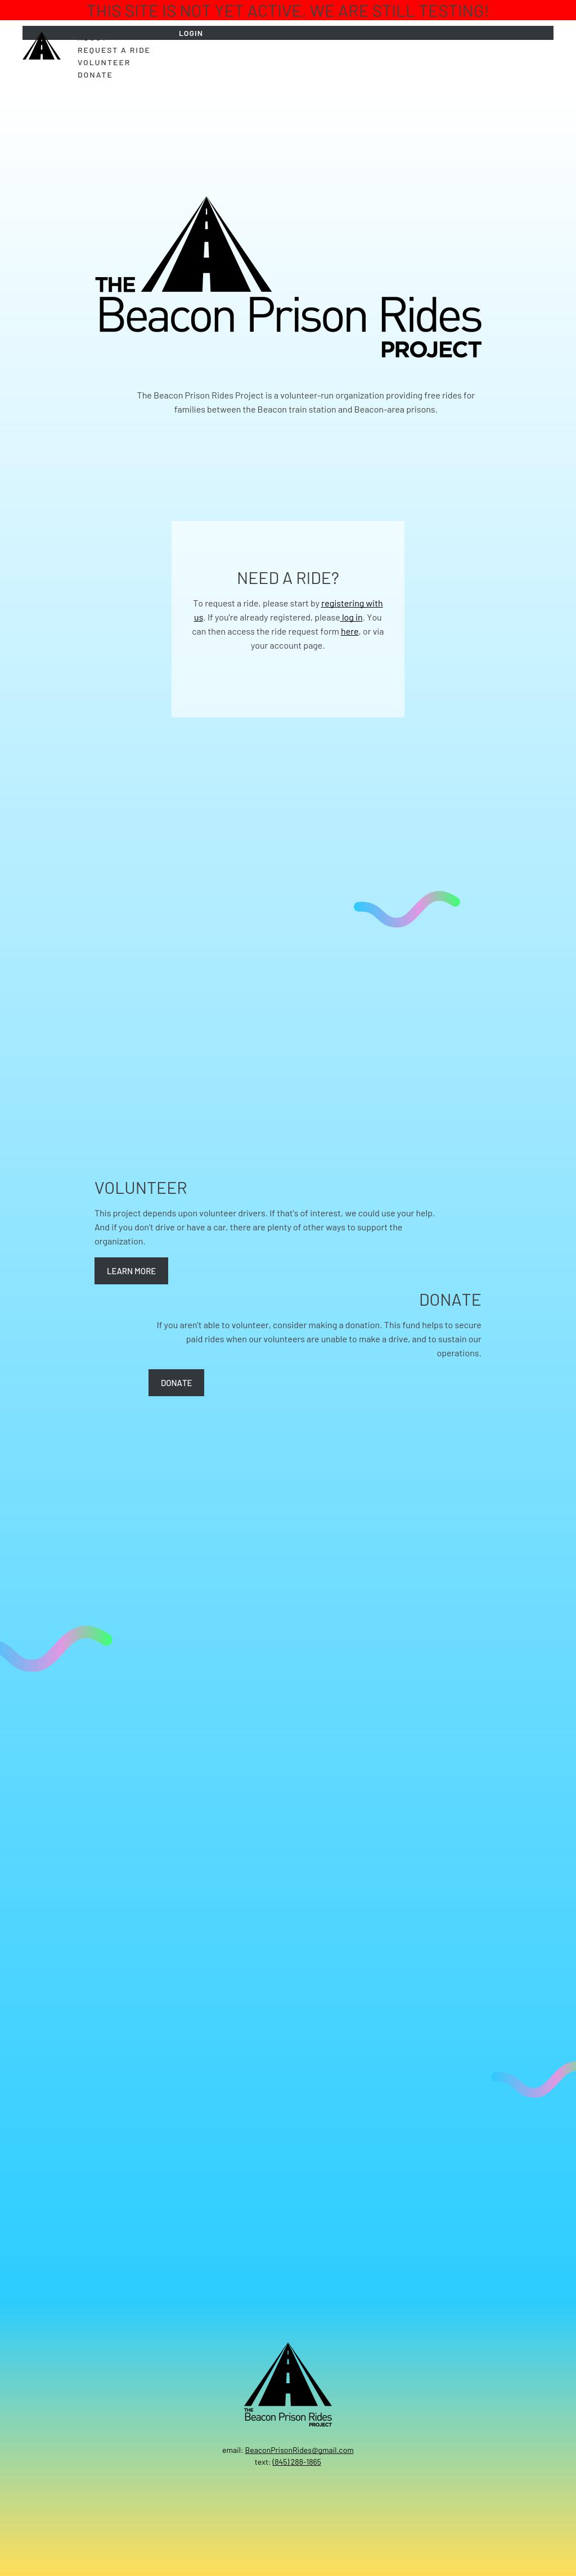 THIS SITE IS NOT YET ACTIVE. WE ARE STILL TESTING!
LOGIN
REQUEST A RIDE
VOLUNTEER
DONATE
THE
Beacon Prison Rides
PROJECT
The Beacon Prison Rides Project is a volunteer-run organization providing free rides for
families between the Beacon train station and Beacon-area prisons.
NEED A RIDE?
To request a ride, please start by registering with
us. If you're already registered, please log in. You
can then access the ride request form here, or via
your account page.
VOLUNTEER
This project depends upon volunteer drivers. If that's of interest, we could use your help.
And if you don't drive or have a car, there are plenty of other ways to support the
organization.
LEARN MORE
DONATE
If you aren't able to volunteer, consider making a donation. This fund helps to secure
paid rides when our volunteers are unable to make a drive, and to sustain our
operations.
DONATE
THE
Beacon Prison Rides
PROJECT
email: BeaconPrisonRides@gmail.com
text: (845) 288-1865